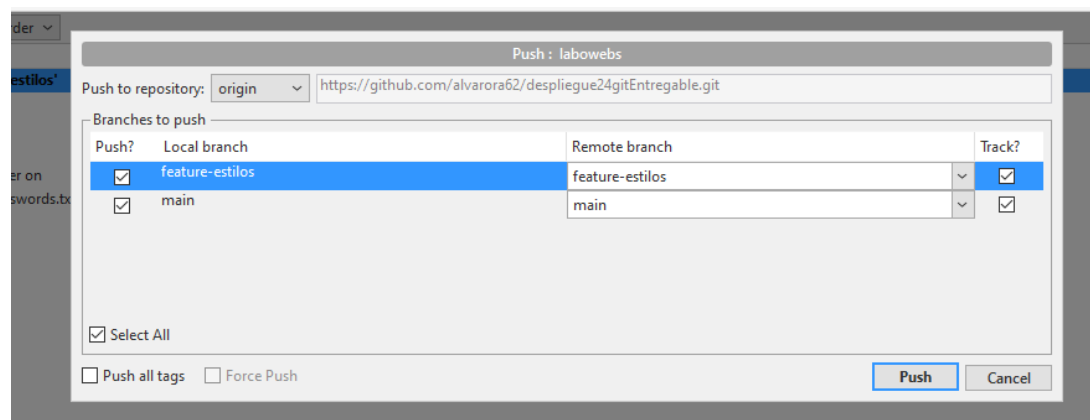 der
Push : labowebs
estilos'
Push to repository: origin https://github.com/alvarora62/despliegue24gitEntregable.git
Branches to push
Push? Local branch Remote branch Track?
feature-estilos feature-estilos
er on
main main
swords.tx
Select All
Push all tags Force Push Push Cancel